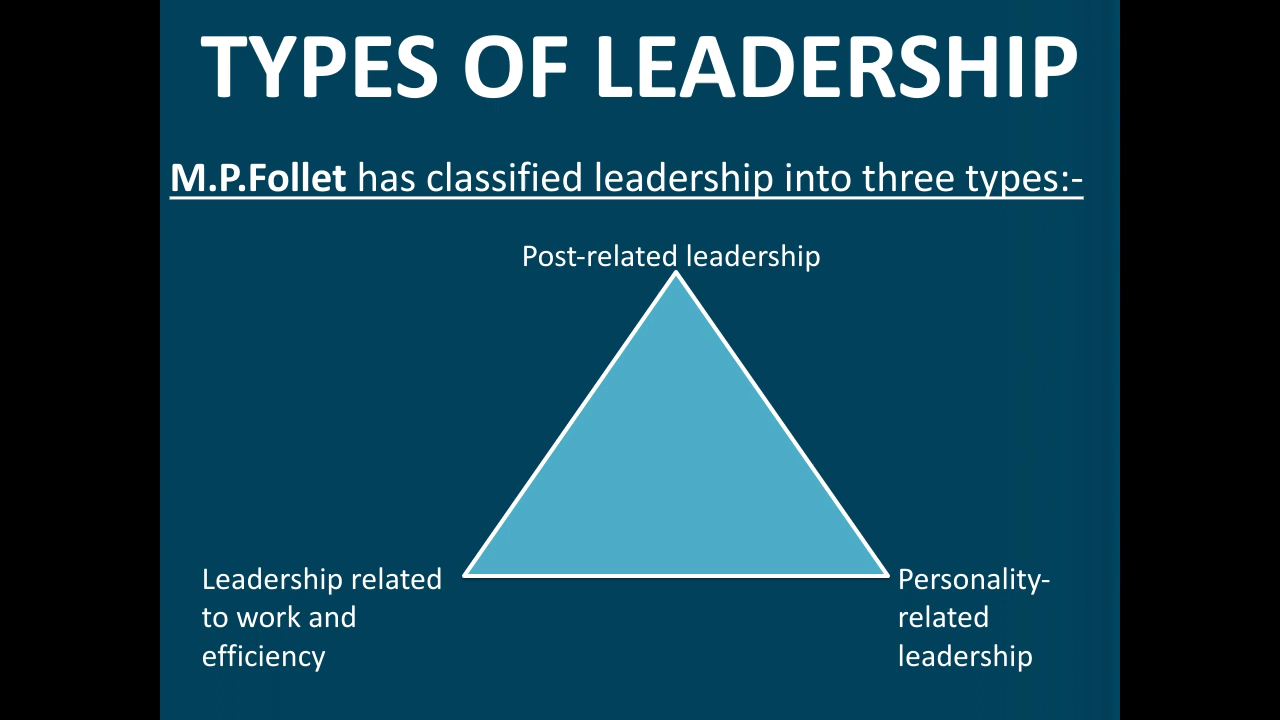 TYPES OF LEADERSHIP
M.P.Follet has classified leadership into three types:-
Post-related leadership
Leadership related
to work and
efficiency
Personality-
related
leadership